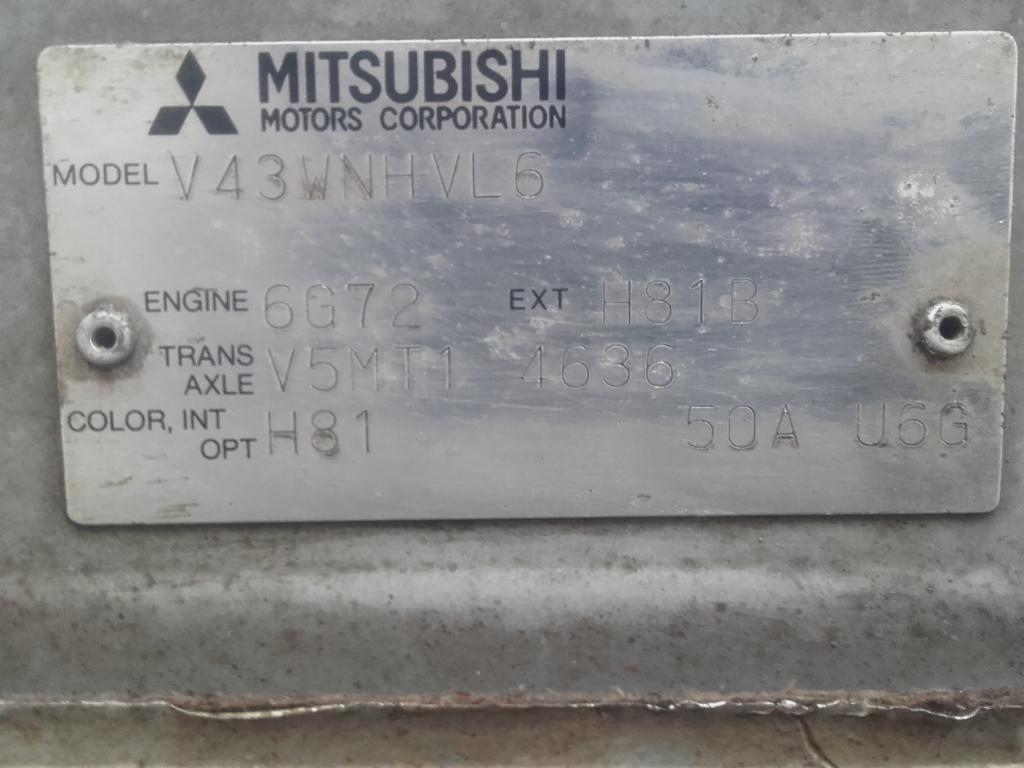 MITSUBISHI
MOTORS CORPORATION
MODEL V43WNHVL6
ENGINE 6G72 EXT H81B
TRANS AXLE V5MT1 4636
COLOR, INT OPT H81 50A U6G